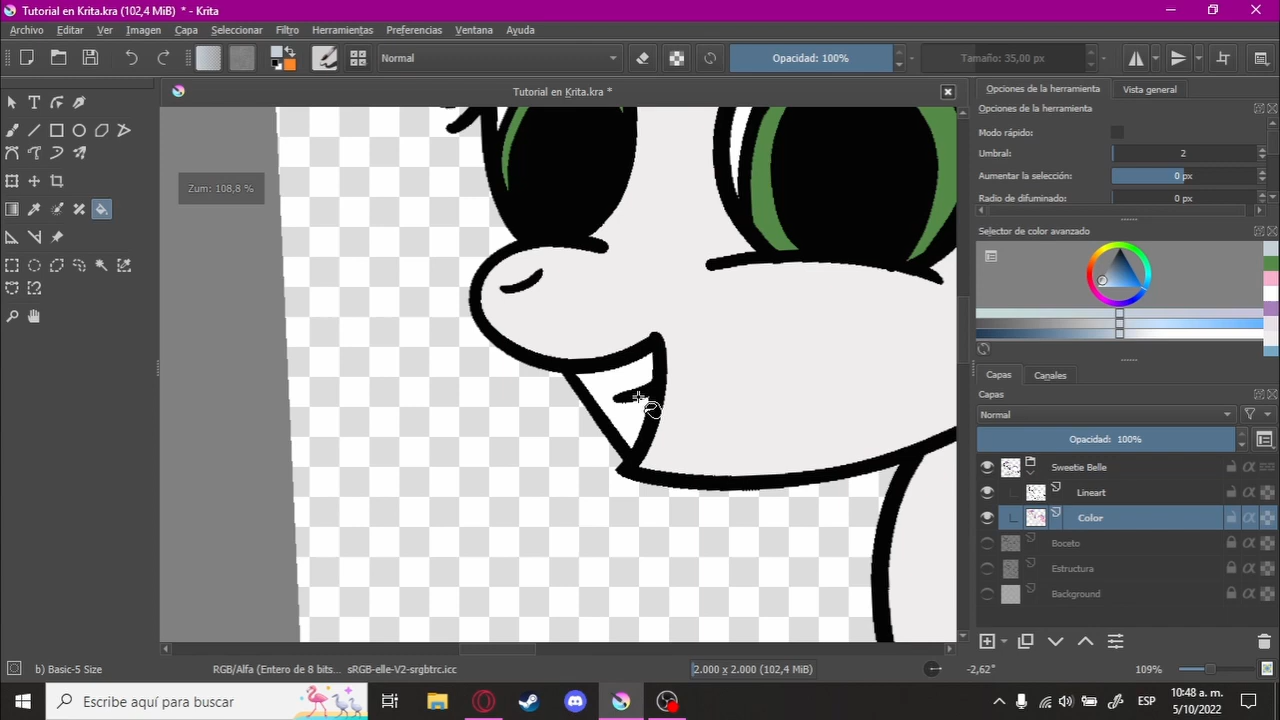 Tutorial en Krita.kra (102,4 MiB) * - Krita
Archivo Editar Ver Imagen Capa Seleccionar Filtro Herramientas Preferencias Ventana Ayuda
Normal Opacidad: 100% Tamaño: 35,00 px
Tutorial en Krita.kra *
Opciones de la herramienta Vista general
Opciones de la herramienta
Modo rápido:
Umbral: 2
Aumentar la selección: 0 px
Radio de difuminado: 0 px
Zum: 108,8 %
Selector de color avanzado
Capas Canales
Capas
Normal
Opacidad: 100%
Sweetie Belle
Lineart
Color
Boceto
Estructura
Background
b) Basic-5 Size RGB/Alfa (Entero de 8 bits... sRGB-elle-V2-srgbtrc.icc 2.000 x 2.000 (102,4 MiB) -2,62° 109%
Escribe aquí para buscar
ESP
10:48 a. m.
5/10/2022